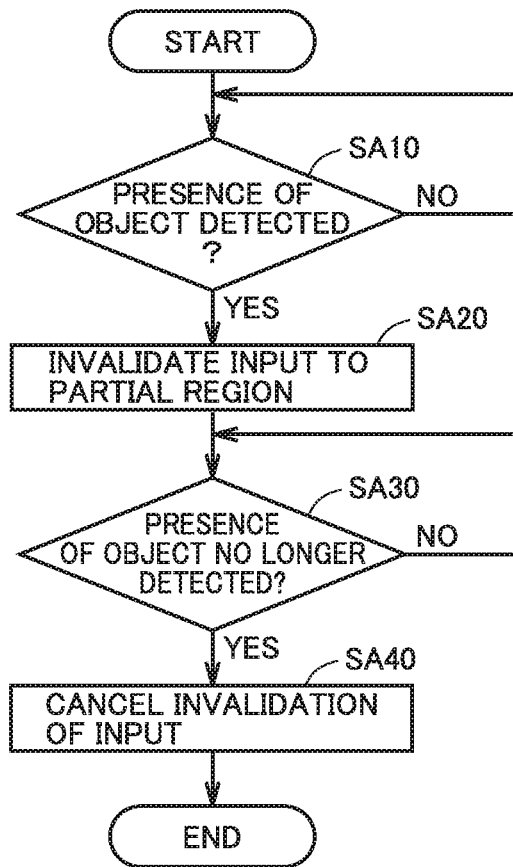 START
SA10
PRESENCE OF
OBJECT DETECTED
?
NO
YES
SA20
INVALIDATE INPUT TO
PARTIAL REGION
SA30
PRESENCE
OF OBJECT NO LONGER
DETECTED?
NO
YES
SA40
CANCEL INVALIDATION
OF INPUT
END